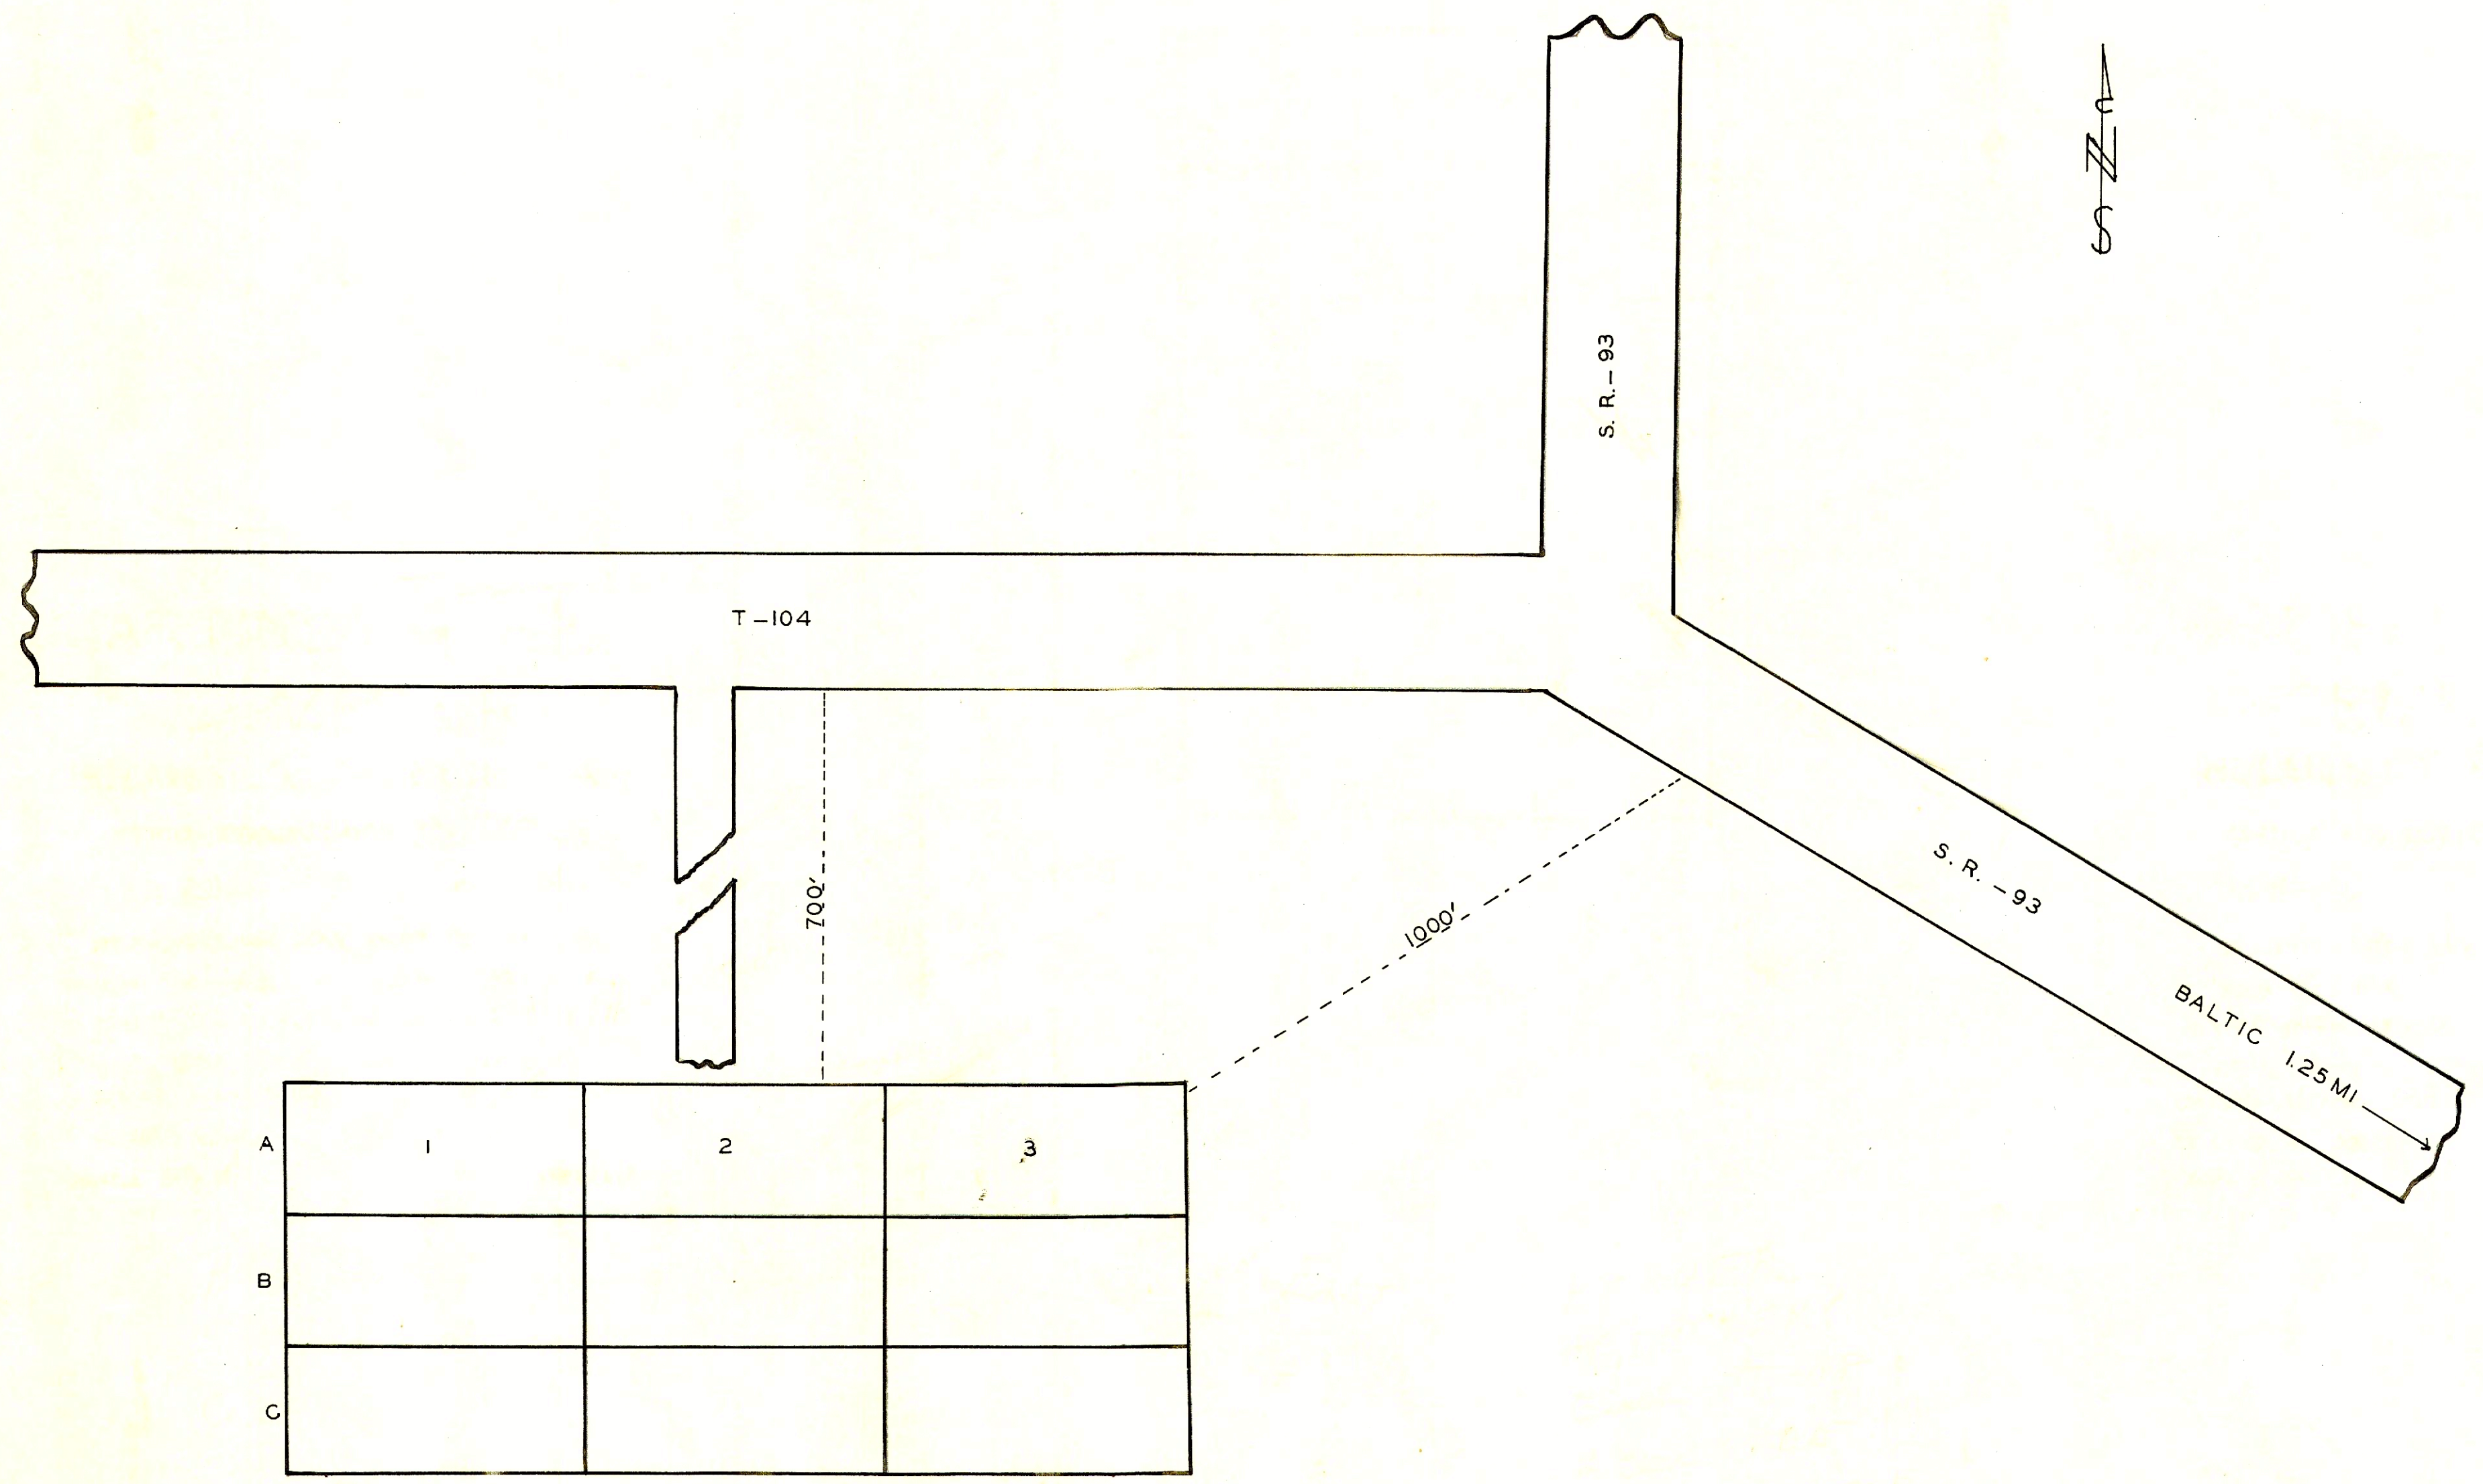 N
S
S. R. - 93
T - 104
700'
1000'
S. R. - 93
BALTIC 1.25 MI
A 1 2 3
B
C